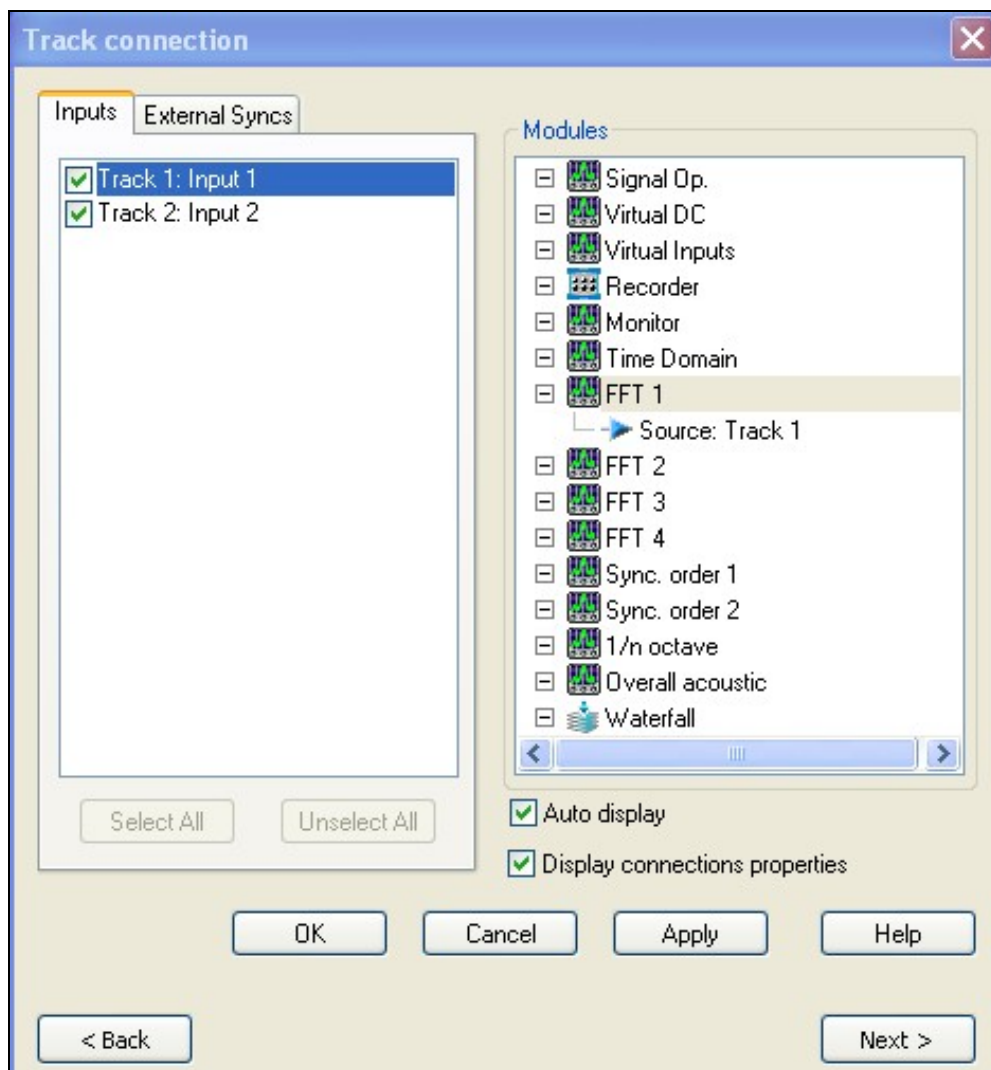 Track connection
Inputs
External Syncs
Track 1: Input 1
Track 2: Input 2
Select All
Unselect All
Modules
Signal Op.
Virtual DC
Virtual Inputs
Recorder
Monitor
Time Domain
FFT 1
Source: Track 1
FFT 2
FFT 3
FFT 4
Sync. order 1
Sync. order 2
1/n octave
Overall acoustic
Waterfall
Auto display
Display connections properties
OK
Cancel
Apply
Help
< Back
Next >